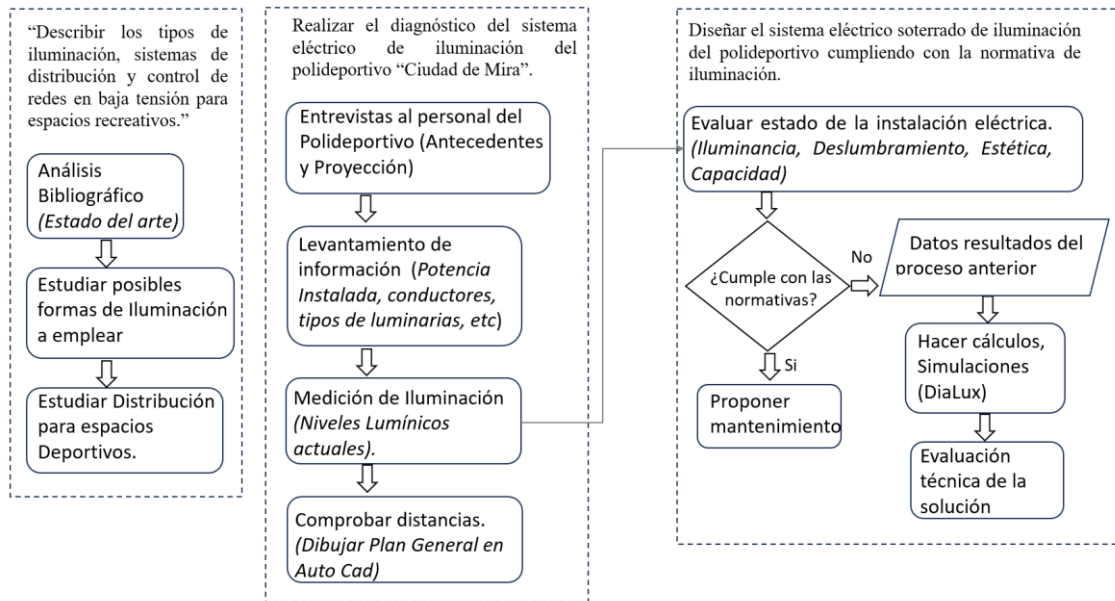 “Describir los tipos de
iluminación, sistemas de
distribución y control de
redes en baja tensión para
espacios recreativos.”
Análisis
Bibliográfico
(Estado del arte)
Estudiar posibles
formas de Iluminación
a emplear
Estudiar Distribución
para espacios
Deportivos.
Realizar el diagnóstico del sistema
eléctrico de iluminación del
polideportivo “Ciudad de Mira”.
Entrevistas al personal del
Polideportivo (Antecedentes
y Proyección)
Levantamiento de
información (Potencia
Instalada, conductores,
tipos de luminarias, etc)
Medición de Iluminación
(Niveles Lumínicos
actuales).
Comprobar distancias.
(Dibujar Plan General en
Auto Cad)
Diseñar el sistema eléctrico soterrado de iluminación
del polideportivo cumpliendo con la normativa de
iluminación.
Evaluar estado de la instalación eléctrica.
(Iluminancia, Deslumbramiento, Estética,
Capacidad)
¿Cumple con las
normativas?
No
Datos resultados del
proceso anterior
Si
Proponer
mantenimiento
Hacer cálculos,
Simulaciones
(DiaLux)
Evaluación
técnica de la
solución